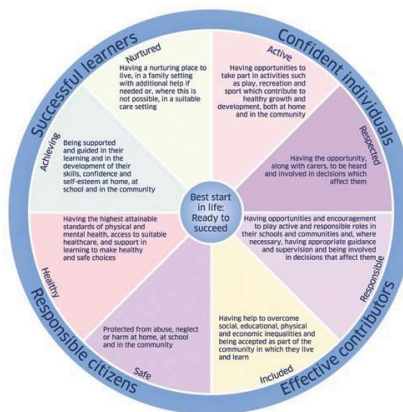 Successful learners
Confident individuals
Nurtured
Having a nurturing place to
live, in a family setting
with additional help if
needed or, where this is
not possible, in a suitable
care setting
Active
Having opportunities to
take part in activities such
as play, recreation and
sport which contribute to
healthy growth and
development, both at home
and in the community
Achieving
Being supported
and guided in their
learning and in the
development of their
skills, confidence and
self-esteem at home, at
school and in the community
Respected
Having the opportunity,
along with carers, to be heard
and involved in decisions which
affect them
Best start
in life:
Ready to
succeed
Healthy
Having the highest attainable
standards of physical and
mental health, access to suitable
healthcare, and support in
learning to make healthy
and safe choices
Responsible
Having opportunities and encouragement
to play active and responsible roles in
their schools and communities and, where
necessary, having appropriate guidance
and supervision and being involved
in decisions that affect them
Protected from abuse, neglect
or harm at home, at school
and in the community
Safe
Having help to overcome
social, educational, physical
and economic inequalities and
being accepted as part of the
community in which they live
and learn
Included
Responsible citizens
Effective contributors